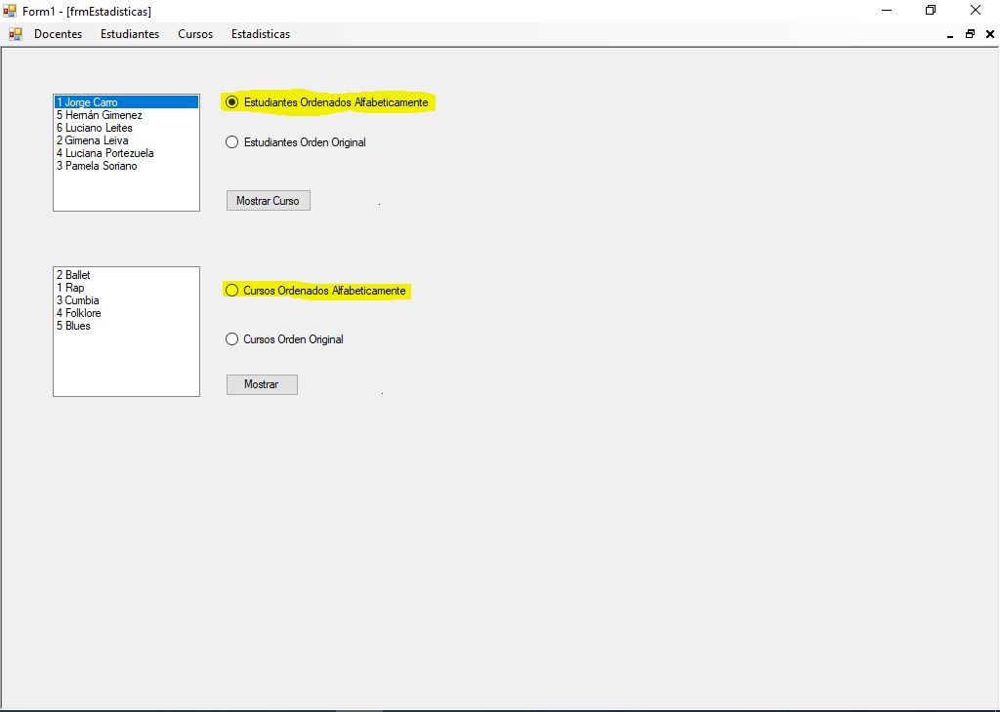 Form1 - [frmEstadisticas]
Docentes Estudiantes Cursos Estadisticas
1 Jorge Carro
5 Hernán Gimenez
6 Luciano Leites
2 Gimena Leiva
4 Luciana Portezuela
3 Pamela Soriano
Estudiantes Ordenados Alfabeticamente
Estudiantes Orden Original
Mostrar Curso
.
2 Ballet
1 Rap
3 Cumbia
4 Folklore
5 Blues
Cursos Ordenados Alfabeticamente
Cursos Orden Original
Mostrar
.